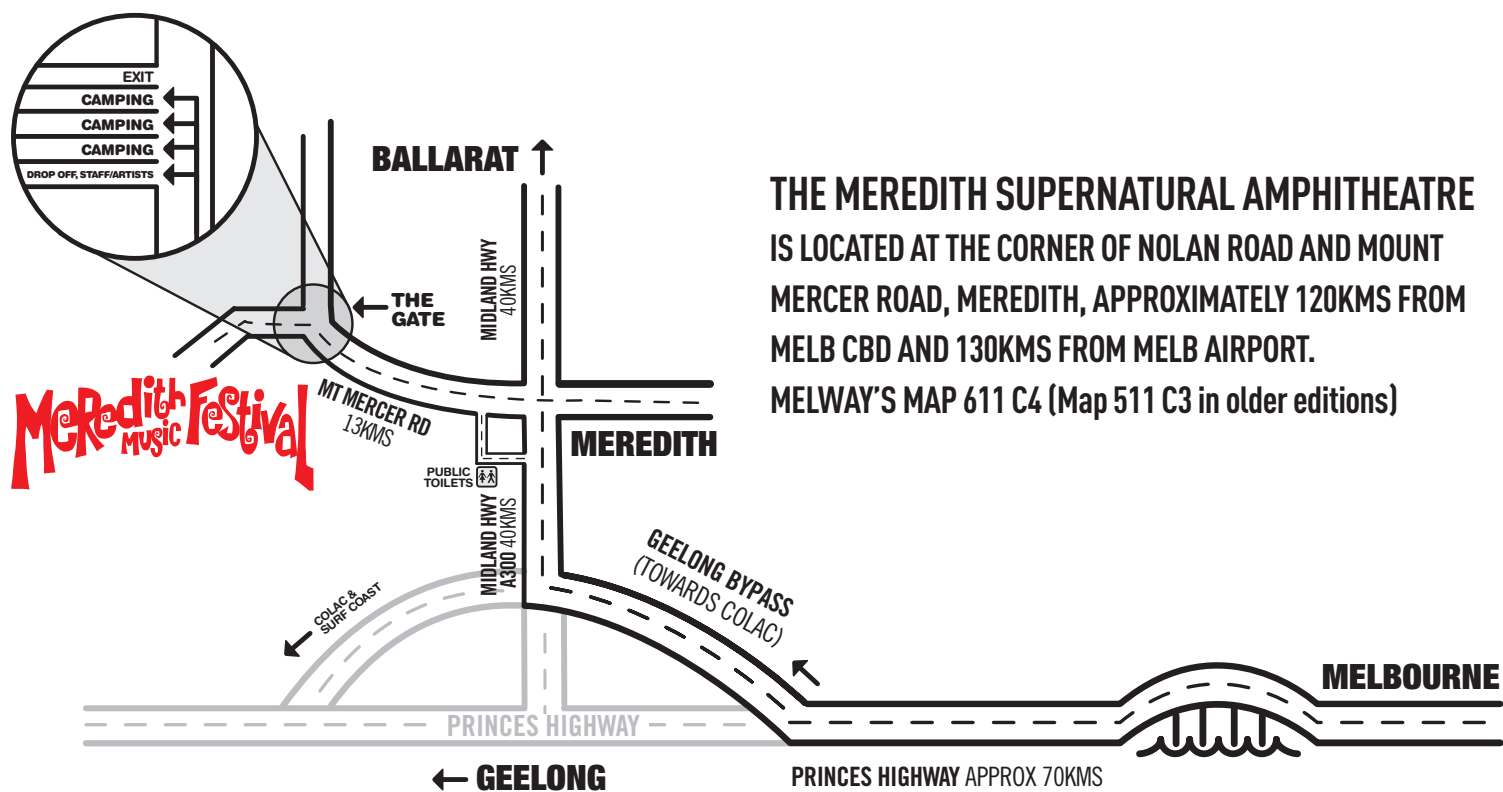 EXIT
CAMPING
CAMPING
CAMPING
DROP OFF, STAFF/ARTISTS
BALLARAT
MIDLAND HWY
40KMS
THE
GATE
THE MEREDITH SUPERNATURAL AMPHITHEATRE
IS LOCATED AT THE CORNER OF NOLAN ROAD AND MOUNT
MERCER ROAD, MEREDITH, APPROXIMATELY 120KMS FROM
MELB CBD AND 130KMS FROM MELB AIRPORT.
MELWAY'S MAP 611 C4 (Map 511 C3 in older editions)
Meredith
Music
Festival
MT MERCER RD
13KMS
MEREDITH
PUBLIC
TOILETS
MIDLAND HWY
A300 40KMS
GEELONG BYPASS
(TOWARDS COLAC)
COLAC &
SURF COAST
MELBOURNE
PRINCES HIGHWAY
GEELONG
PRINCES HIGHWAY APPROX 70KMS